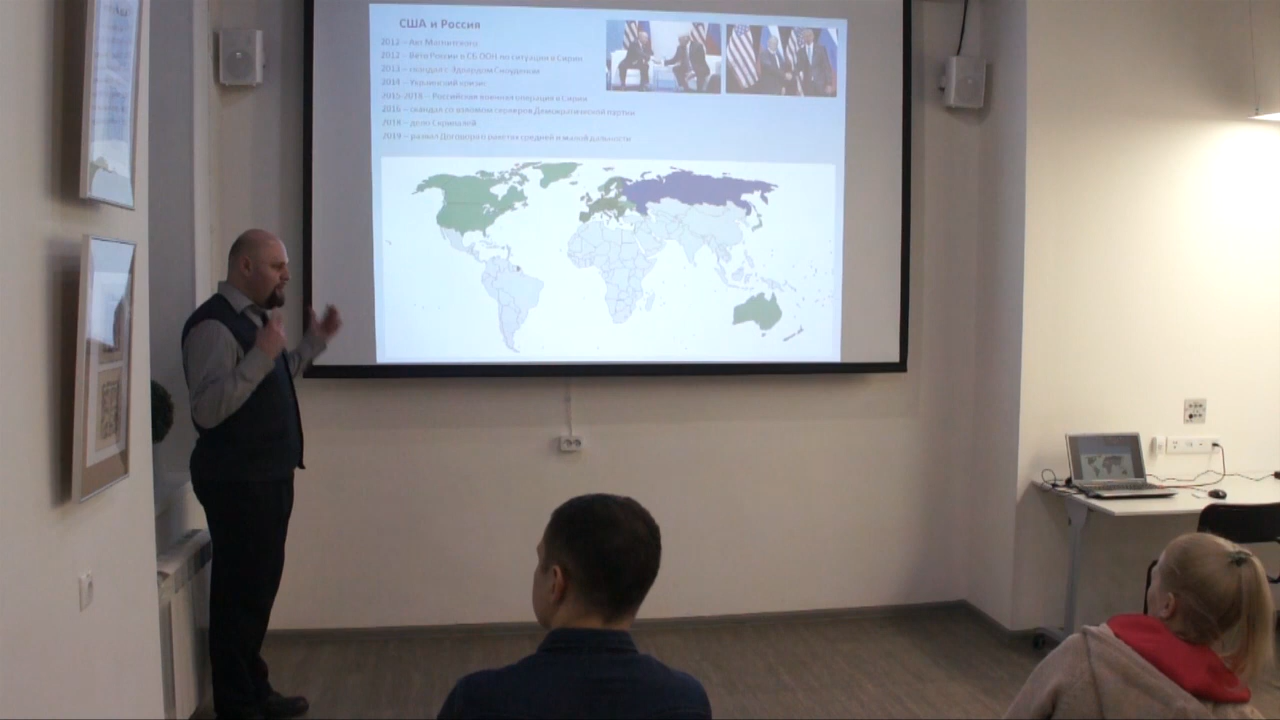 США и Россия
2012 – Акт Магнитского
2012 – Вето России в СБ ООН по ситуации в Сирии
2013 – скандал с Эдвардом Сноуденом
2014 – Украинский кризис
2015-2018 – Российская военная операция в Сирии
2016 – скандал со взломом серверов Демократической партии
2018 – дело Скрипалей
2019 – развал Договора о ракетах средней и малой дальности